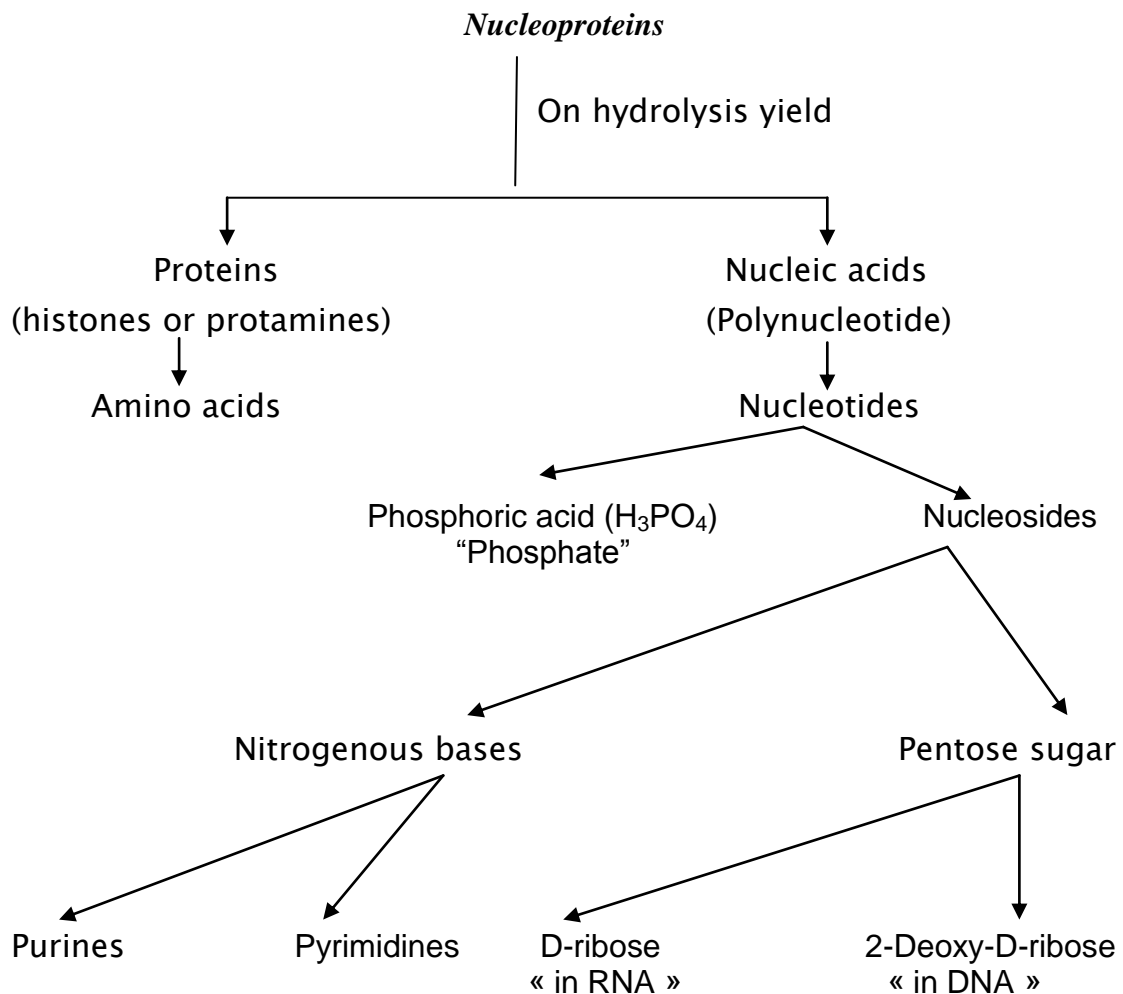 Nucleoproteins
On hydrolysis yield
Proteins
(histones or protamines)
Amino acids
Nucleic acids
(Polynucleotide)
Nucleotides
Phosphoric acid (H₃PO₄)
“Phosphate”
Nucleosides
Nitrogenous bases
Pentose sugar
Purines
Pyrimidines
D-ribose
« in RNA »
2-Deoxy-D-ribose
« in DNA »